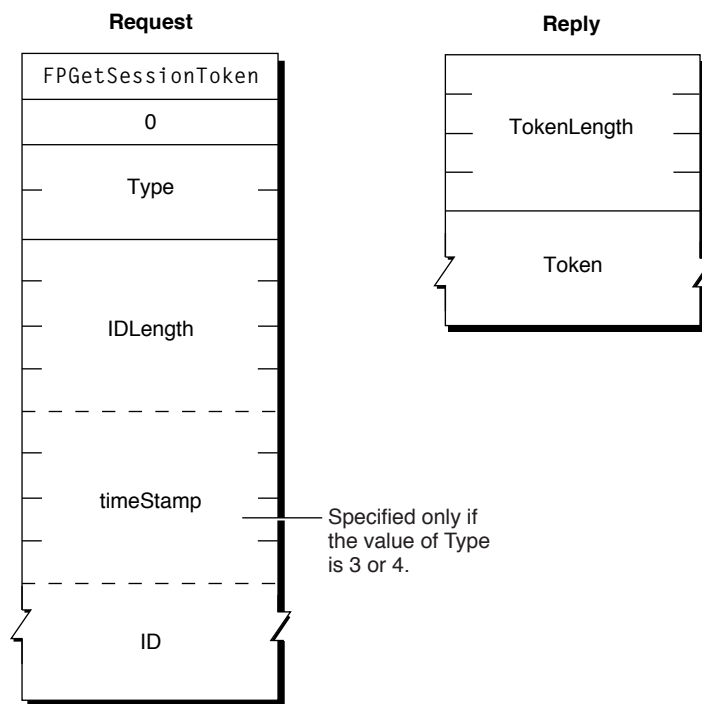 Request
FPGetSessionToken
0
Type
IDLength
timeStamp
Specified only if
the value of Type
is 3 or 4.
ID
Reply
TokenLength
Token